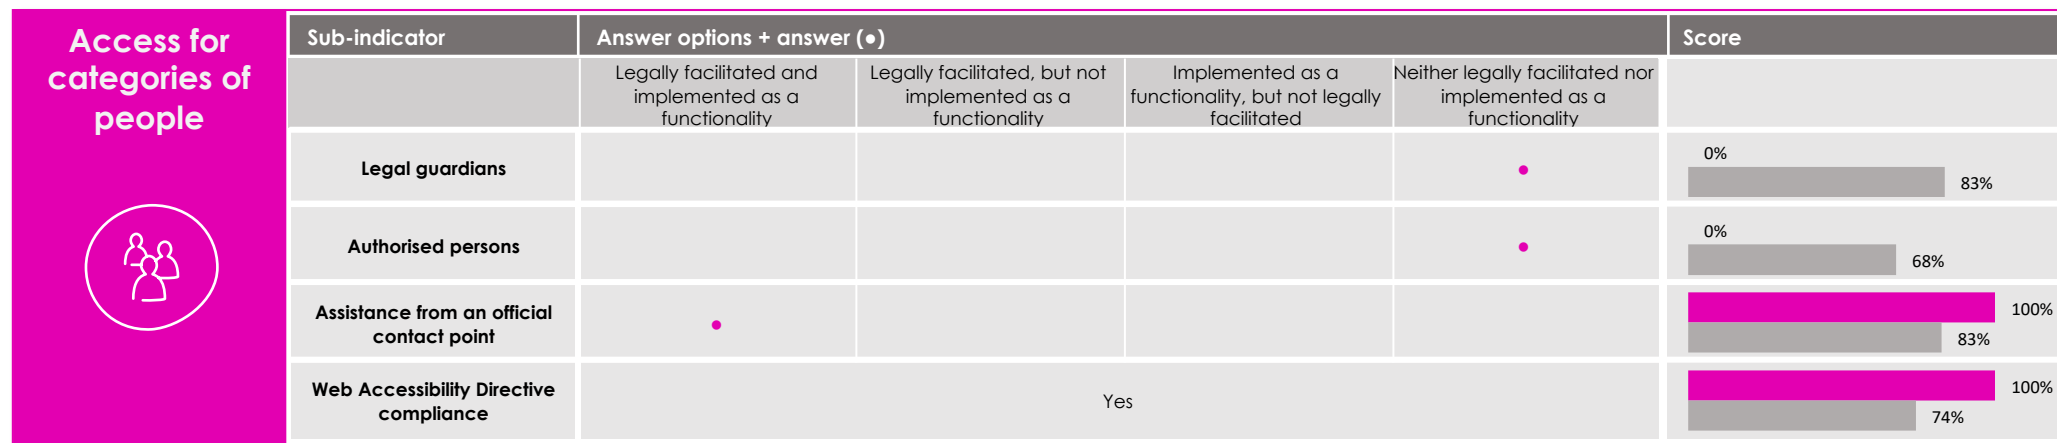 Access for
categories of
people
Sub-indicator
Answer options + answer (●)
Score
Legally facilitated and
implemented as a
functionality
Legally facilitated, but not
implemented as a
functionality
Implemented as a
functionality, but not legally
facilitated
Neither legally facilitated nor
implemented as a
functionality
Legal guardians
●
0%
83%
Authorised persons
●
0%
68%
Assistance from an official
contact point
●
100%
83%
Web Accessibility Directive
compliance
Yes
100%
74%